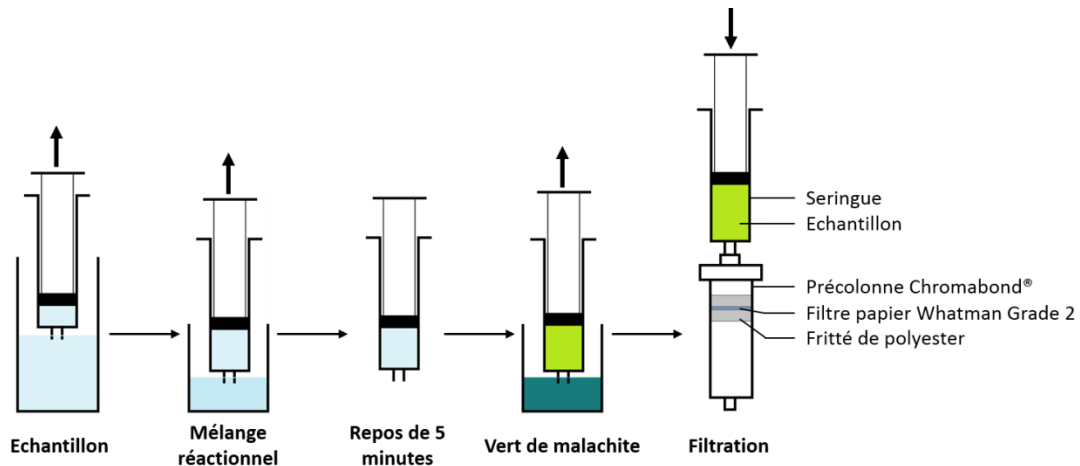 Seringue
Echantillon
Précolonne Chromabond®
Filtre papier Whatman Grade 2
Fritté de polyester
Echantillon
Mélange
réactionnel
Repos de 5
minutes
Vert de malachite
Filtration